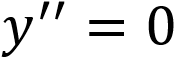 y′′ = 0